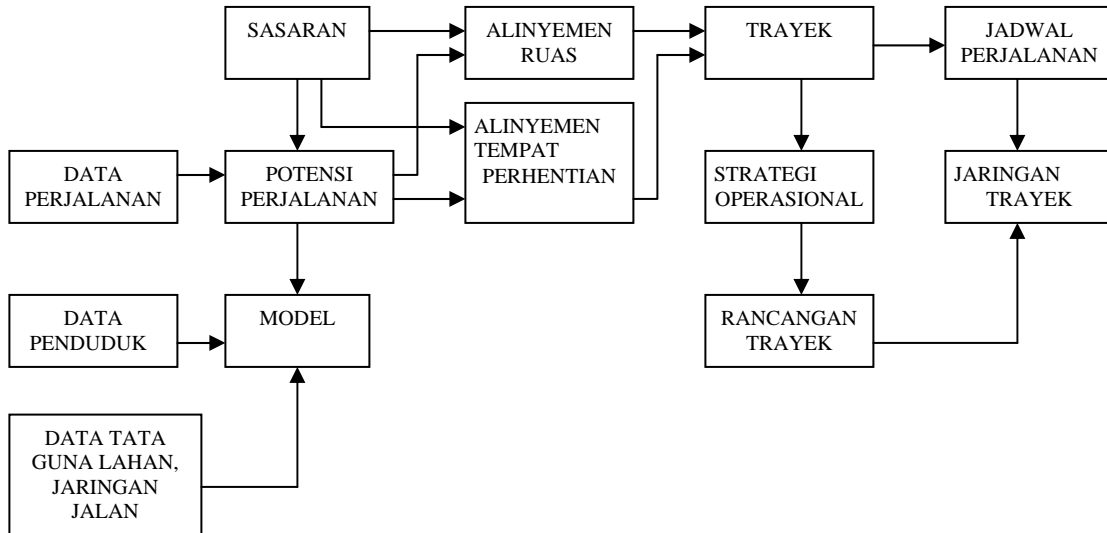 SASARAN
ALINYEMEN
RUAS
TRAYEK
JADWAL
PERJALANAN
ALINYEMEN
TEMPAT
PERHENTIAN
DATA
PERJALANAN
POTENSI
PERJALANAN
STRATEGI
OPERASIONAL
JARINGAN
TRAYEK
DATA
PENDUDUK
MODEL
RANCANGAN
TRAYEK
DATA TATA
GUNA LAHAN,
JARINGAN
JALAN